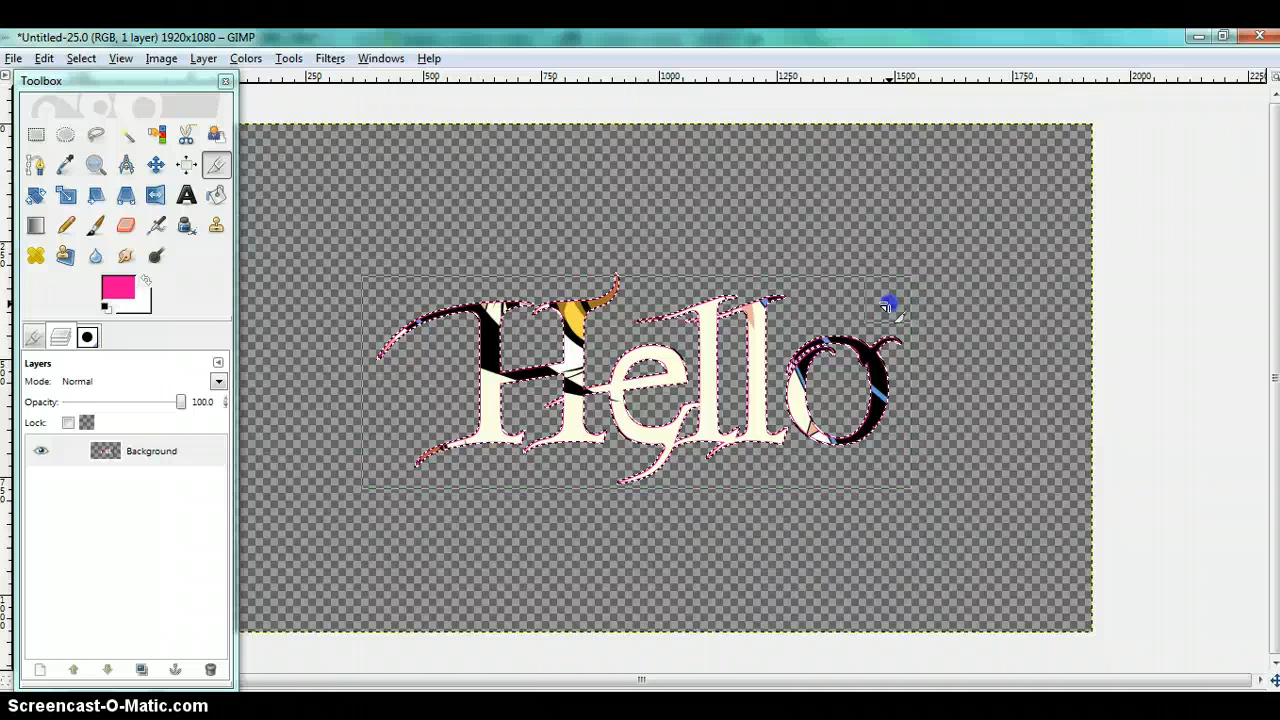 *Untitled-25.0 (RGB, 1 layer) 1920x1080 – GIMP
File Edit Select View Image Layer Colors Tools Filters Windows Help
Toolbox
250 500 750 1000 1250 1500 1750 2000 2250
Layers
Mode: Normal
Opacity: 100.0
Lock:
Background
Hello
Screencast-O-Matic.com